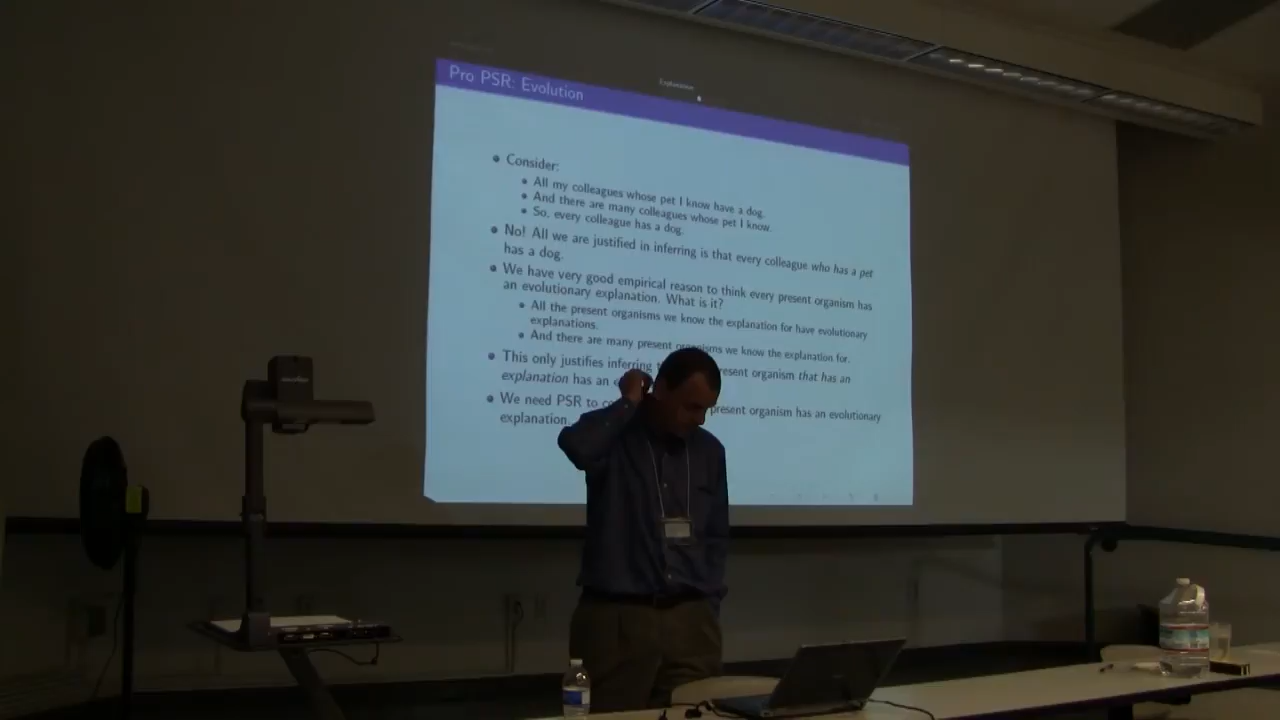 Explanation
Pro PSR: Evolution
Consider:
All my colleagues whose pet I know have a dog.
And there are many colleagues whose pet I know.
So, every colleague has a dog.
No! All we are justified in inferring is that every colleague who has a pet
has a dog.
We have very good empirical reason to think every present organism has
an evolutionary explanation. What is it?
All the present organisms we know the explanation for have evolutionary
explanations.
And there are many present organisms we know the explanation for.
This only justifies inferring present organism that has an
explanation has an
We need PSR to present organism has an evolutionary
explanation.